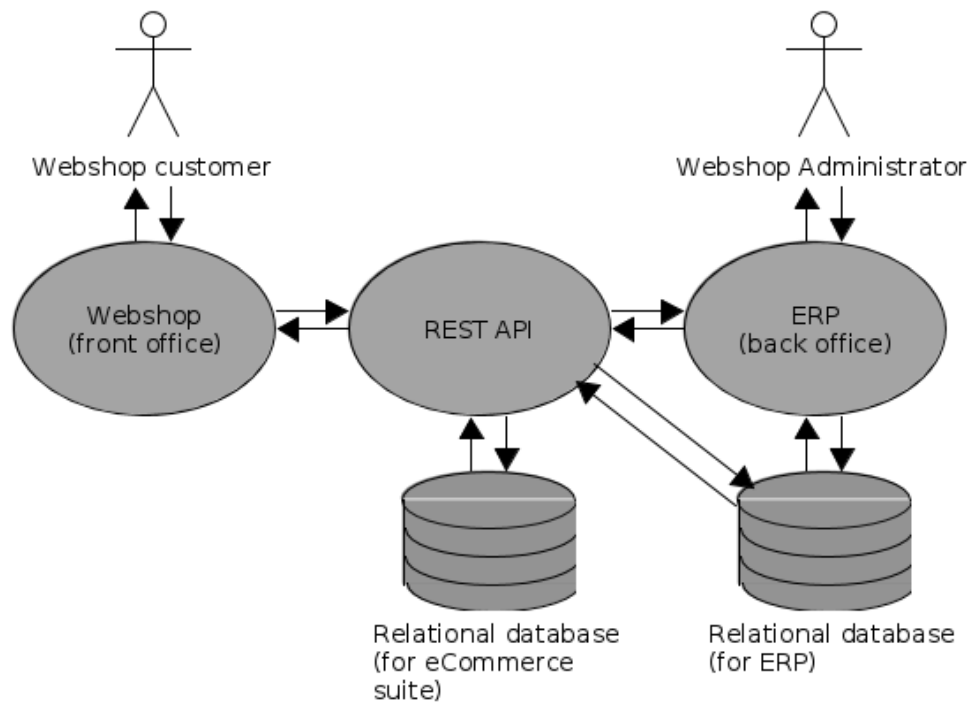 Webshop customer
Webshop Administrator
Webshop
(front office)
REST API
ERP
(back office)
Relational database
(for eCommerce
suite)
Relational database
(for ERP)